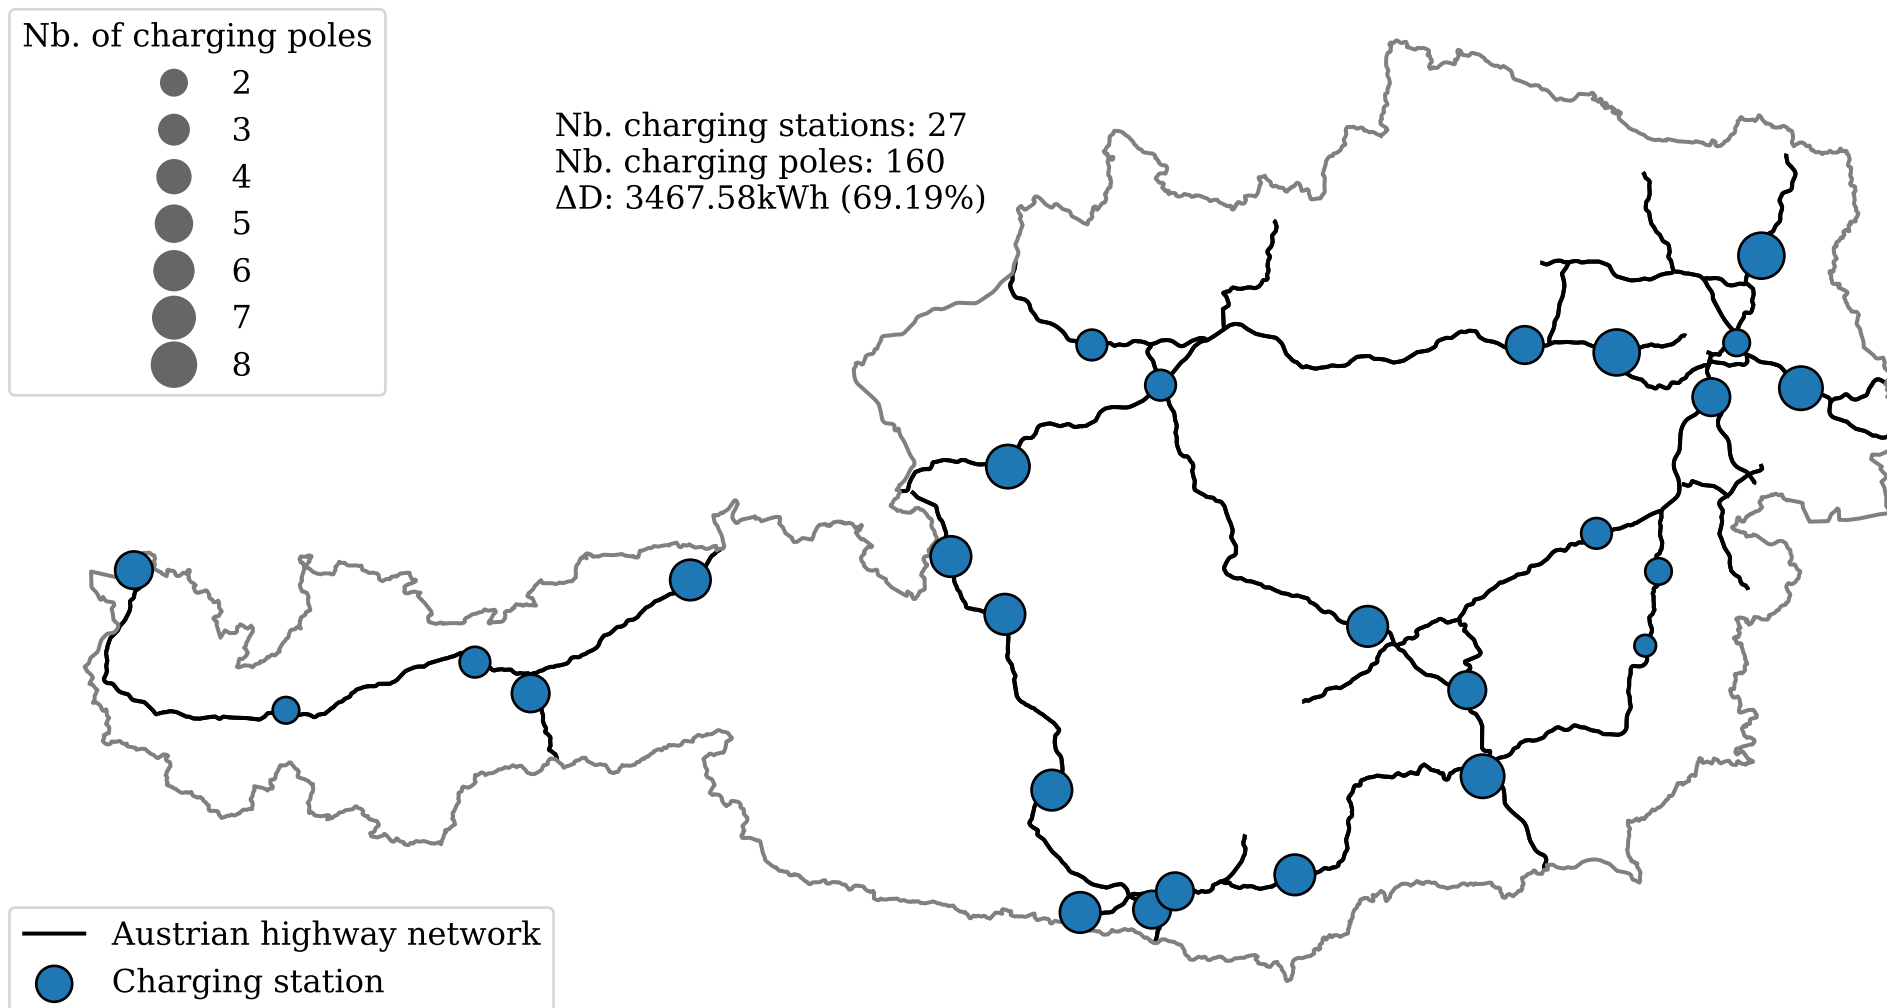 Nb. of charging poles
2
3
4
5
6
7
8
Nb. charging stations: 27
Nb. charging poles: 160
ΔD: 3467.58kWh (69.19%)
Austrian highway network
Charging station